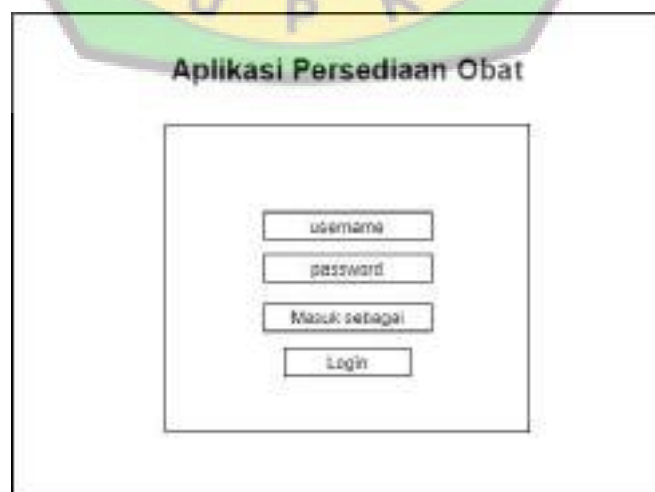 U P K
Aplikasi Persediaan Obat
username
password
Masuk sebagai
Login